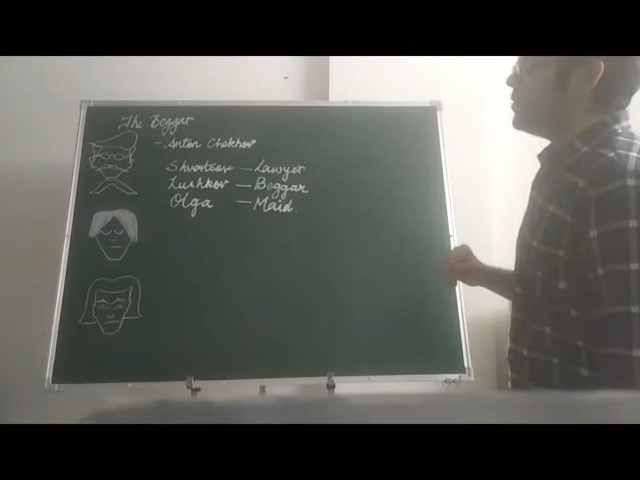 The Beggar
- Anton Chekhov
Skvortsov — Lawyer
Lushkov — Beggar
Olga — Maid.